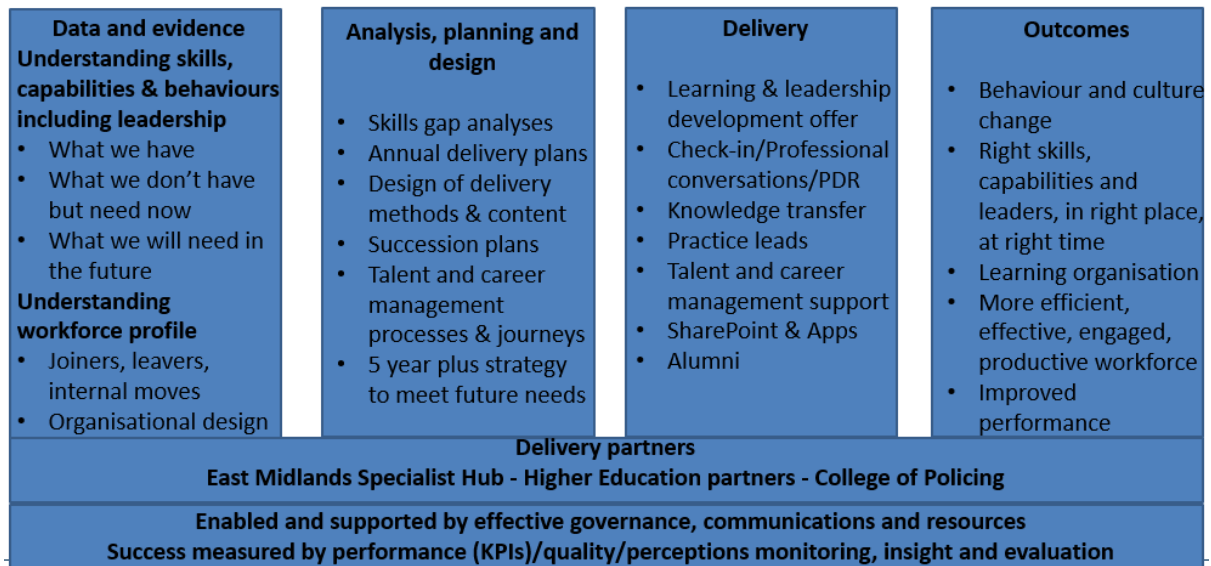 Data and evidence
Understanding skills,
capabilities & behaviours
including leadership
• What we have
• What we don’t have
but need now
• What we will need in
the future
Understanding
workforce profile
• Joiners, leavers,
internal moves
• Organisational design
Analysis, planning and
design
• Skills gap analyses
• Annual delivery plans
• Design of delivery
methods & content
• Succession plans
• Talent and career
management
processes & journeys
• 5 year plus strategy
to meet future needs
Delivery
• Learning & leadership
development offer
• Check-in/Professional
conversations/PDR
• Knowledge transfer
• Practice leads
• Talent and career
management support
• SharePoint & Apps
• Alumni
Outcomes
• Behaviour and culture
change
• Right skills,
capabilities and
leaders, in right place,
at right time
• Learning organisation
• More efficient,
effective, engaged,
productive workforce
• Improved
performance
Delivery partners
East Midlands Specialist Hub - Higher Education partners - College of Policing
Enabled and supported by effective governance, communications and resources
Success measured by performance (KPIs)/quality/perceptions monitoring, insight and evaluation